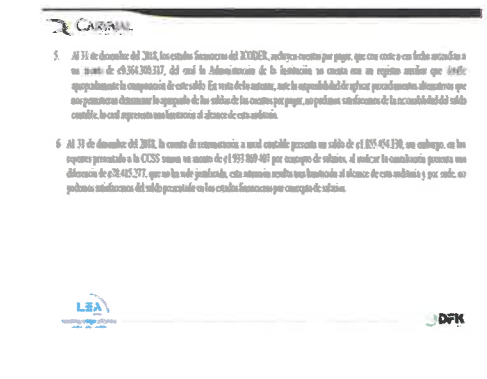 CARVAJAL
5. Al 31 de diciembre del 2018, los estados financieros del ICODER, incluyen cuentas por pagar, que con corte a esa fecha ascendían a
un monto de ¢9.364.300.317, del cual la Administración de la Institución no cuenta con un registro auxiliar que detalle
apropiadamente la composición de este saldo. En vista de lo anterior, ante la imposibilidad de aplicar procedimientos alternativos que
nos permitieran determinar lo apropiado de los saldos de las cuentas por pagar, no podemos satisfacernos de la razonabilidad del saldo
contable, lo cual representa una limitación al alcance de esta auditoría.
6 Al 31 de diciembre del 2018, la cuenta de remuneración a nivel contable presenta un saldo de ¢1.855.454.130, sin embargo, en los
reportes presentado a la CCSS suman un monto de ¢1.933.869.407 por concepto de salarios, al realizar la conciliación presenta una
diferencia de ¢78.415.277, que no ha sido justificada, esta situación resulta una limitación al alcance de esta auditoría y por ende, no
podemos satisfacernos del saldo presentado en los estados financieros por concepto de salarios.
LEA
DFK